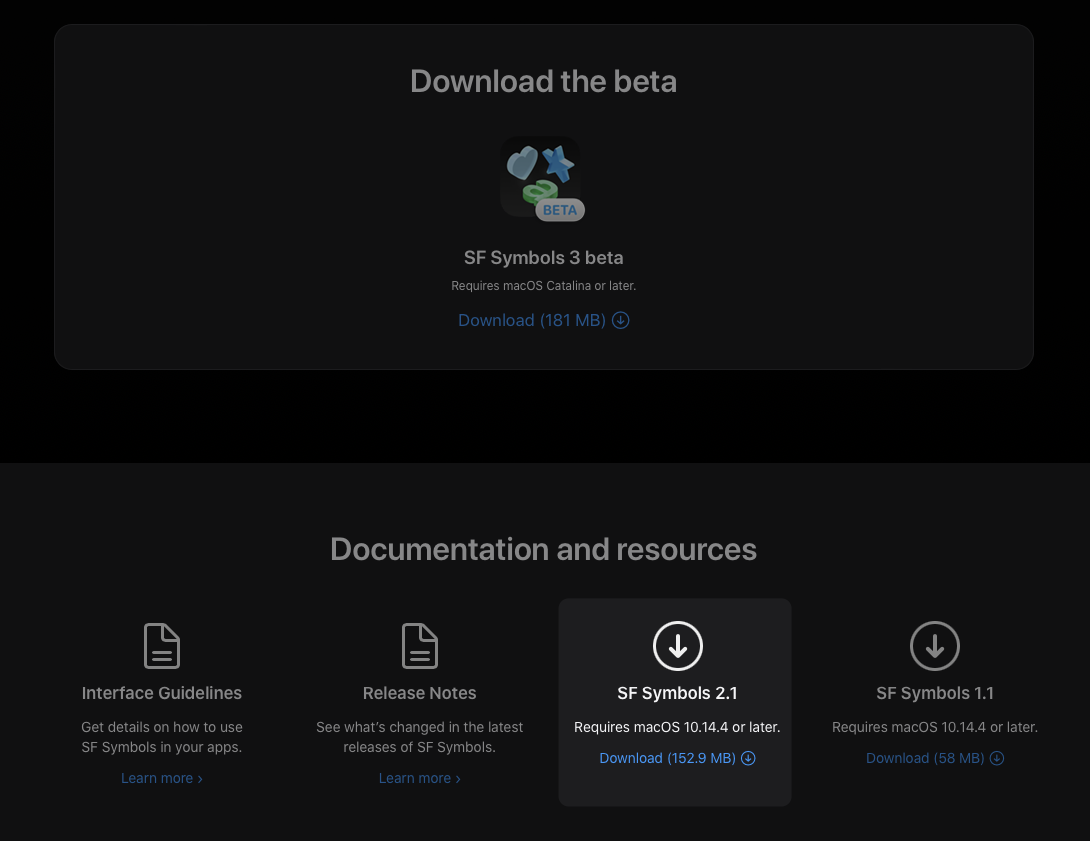 Download the beta
BETA
SF Symbols 3 beta
Requires macOS Catalina or later.
Download (181 MB)
Documentation and resources
Interface Guidelines
Get details on how to use
SF Symbols in your apps.
Learn more ›
Release Notes
See what’s changed in the latest
releases of SF Symbols.
Learn more ›
SF Symbols 2.1
Requires macOS 10.14.4 or later.
Download (152.9 MB)
SF Symbols 1.1
Requires macOS 10.14.4 or later.
Download (58 MB)